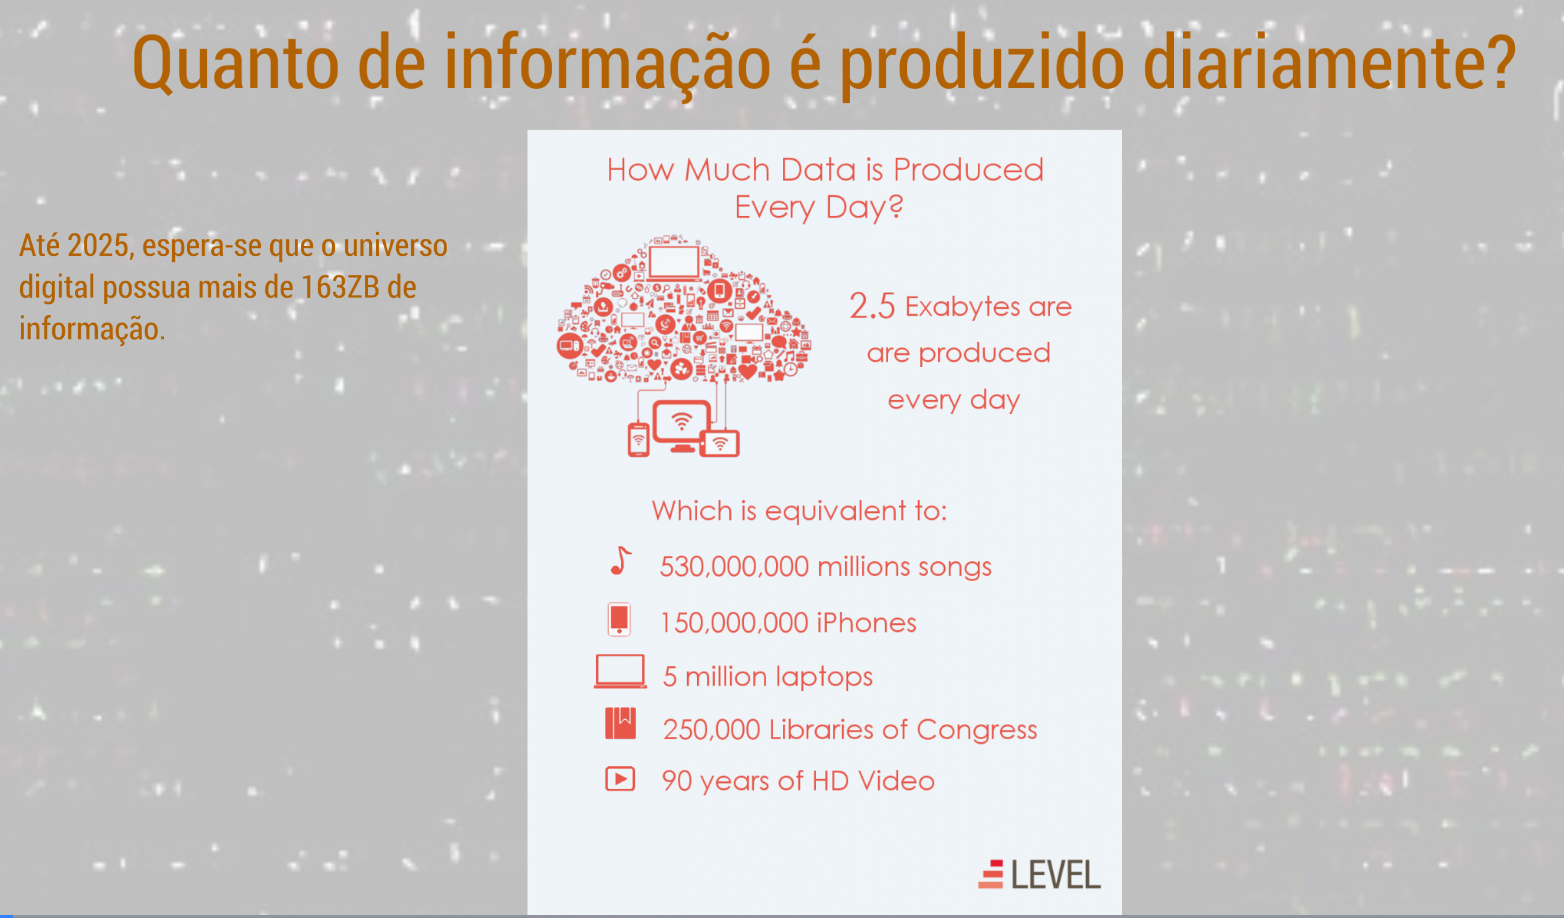 Quanto de informação é produzido diariamente?
Até 2025, espera-se que o universo
digital possua mais de 163ZB de
informação.
How Much Data is Produced
Every Day?
2.5 Exabytes are
are produced
every day
Which is equivalent to:
530,000,000 millions songs
150,000,000 iPhones
5 million laptops
250,000 Libraries of Congress
90 years of HD Video
LEVEL